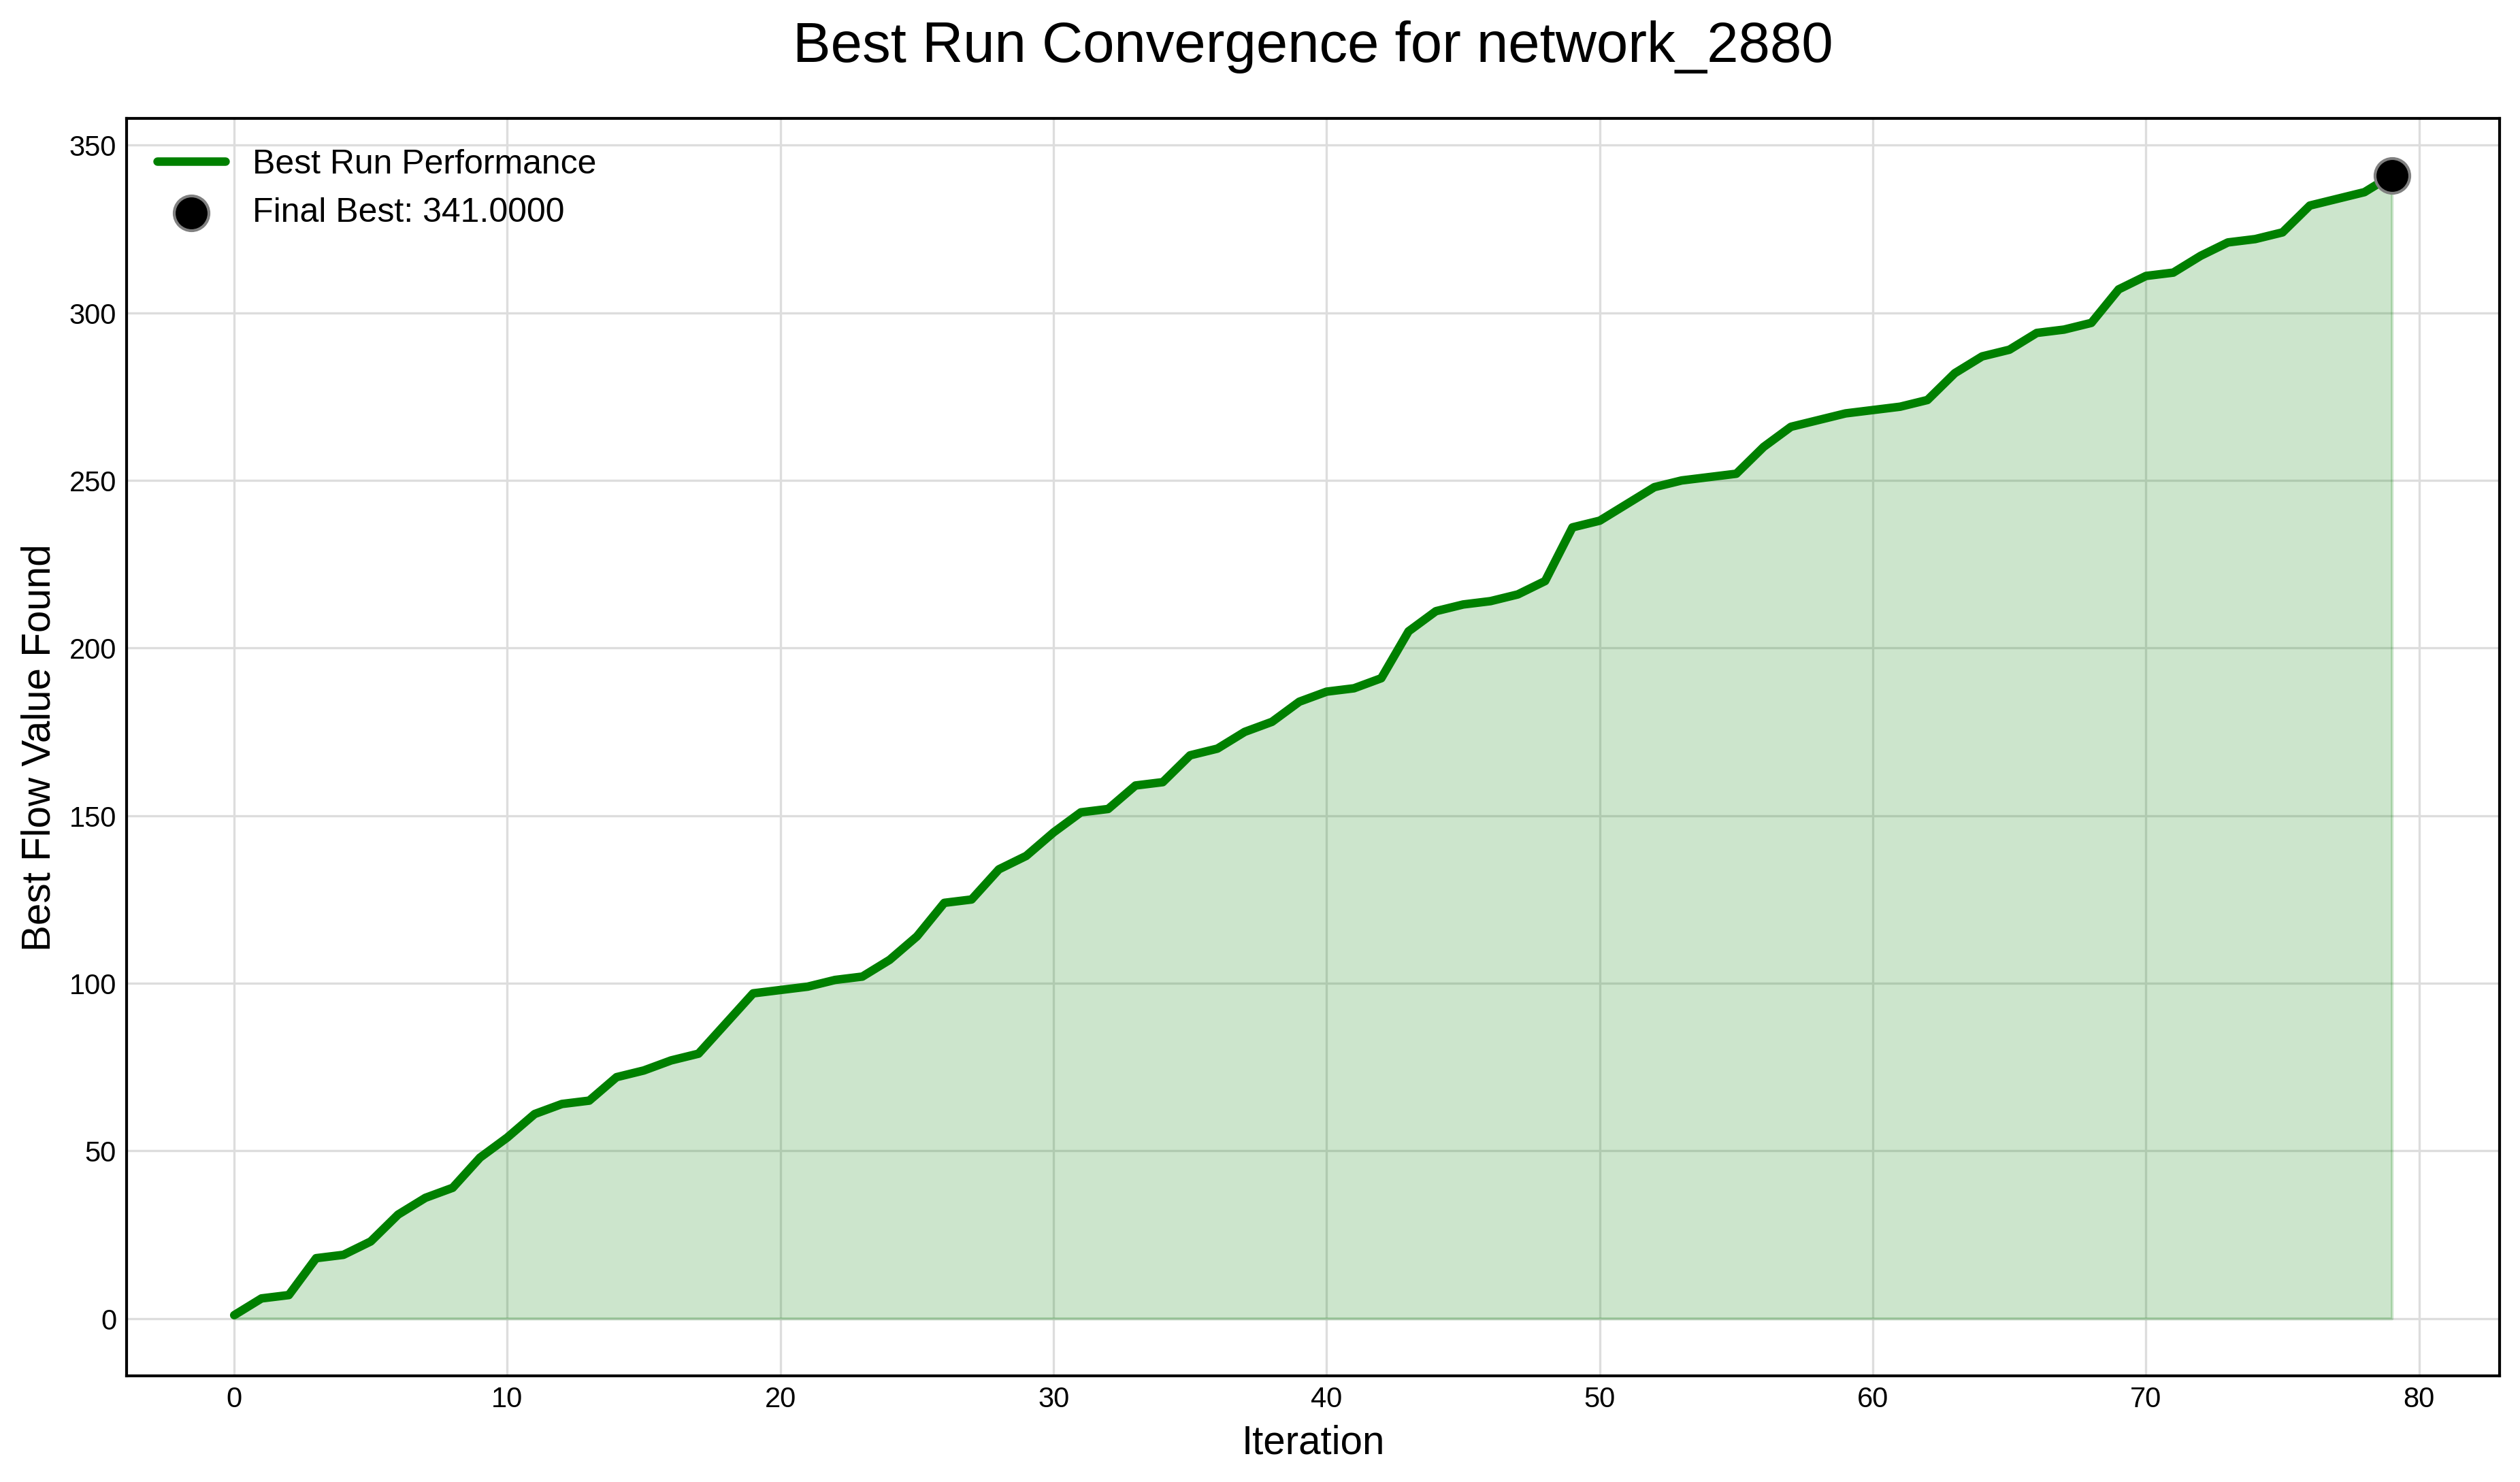 Best Run Convergence for network_2880
Best Run Performance
Final Best: 341.0000
Best Flow Value Found
350
300
250
200
150
100
50
0
0 10 20 30 40 50 60 70 80
Iteration